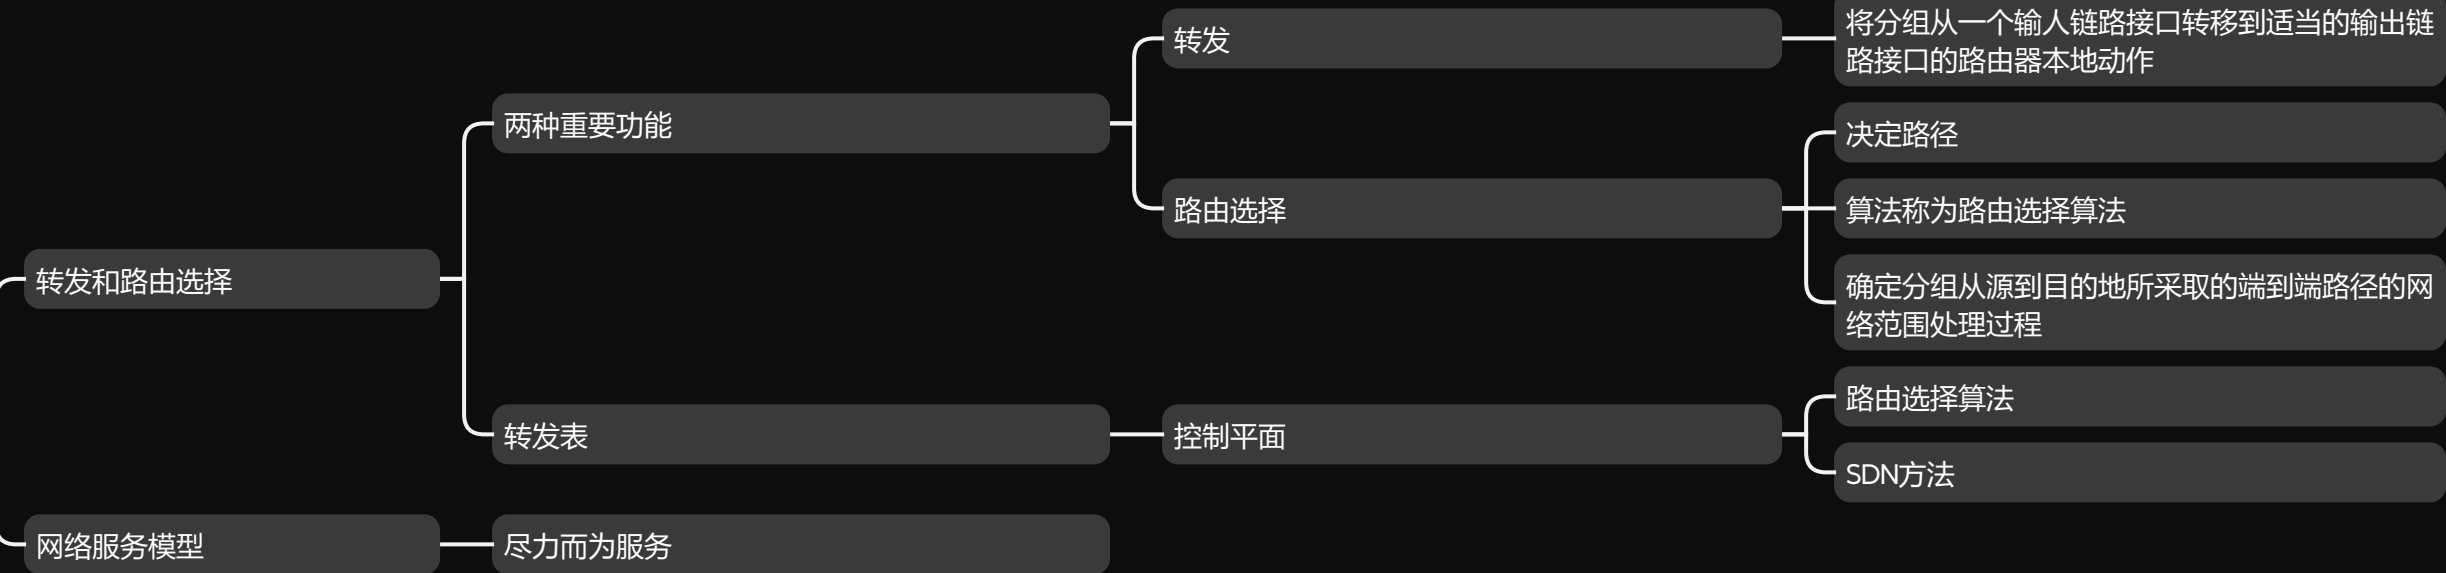 转发和路由选择
两种重要功能
转发
将分组从一个输人链路接口转移到适当的输出链
路接口的路由器本地动作
路由选择
决定路径
算法称为路由选择算法
确定分组从源到目的地所采取的端到端路径的网
络范围处理过程
转发表
控制平面
路由选择算法
SDN方法
网络服务模型
尽力而为服务